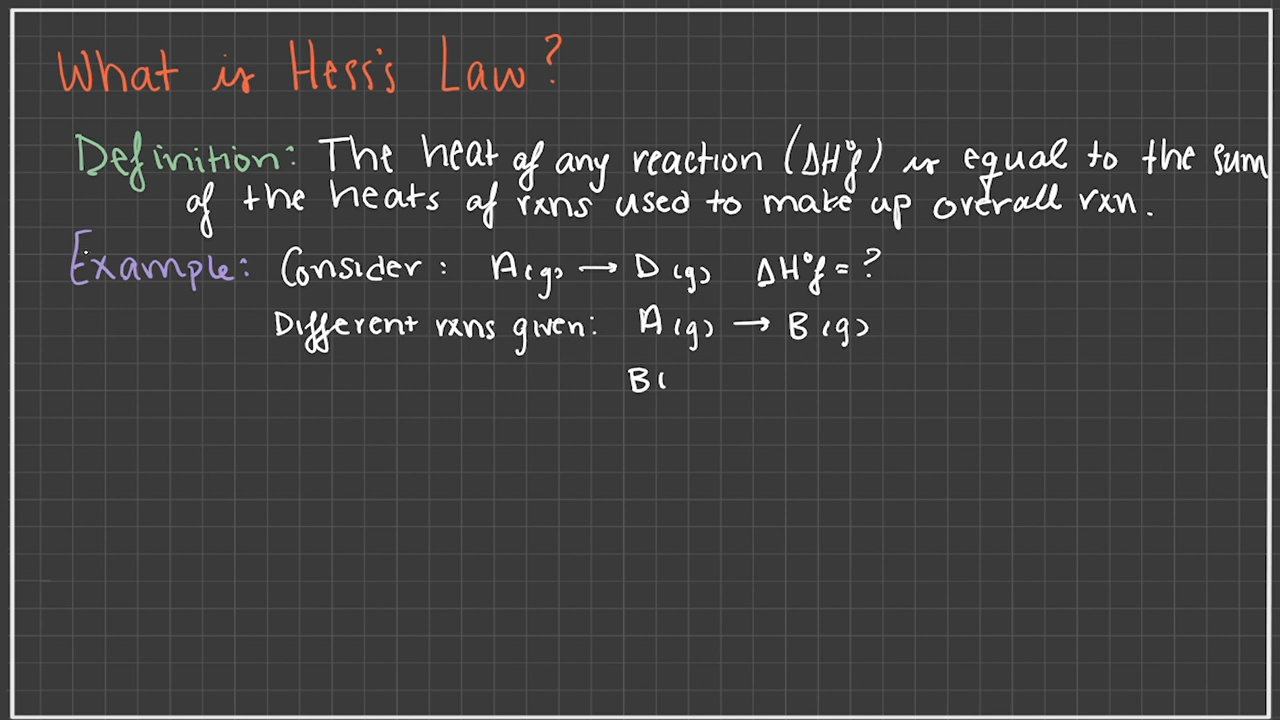 What is Hess's Law?
Definition: The heat of any reaction (ΔH°f) is equal to the sum
of the heats of rxns used to make up overall rxn.
Example: Consider: A(g) → D(g) ΔH°f = ?
Different rxns given: A(g) → B(g)
B(